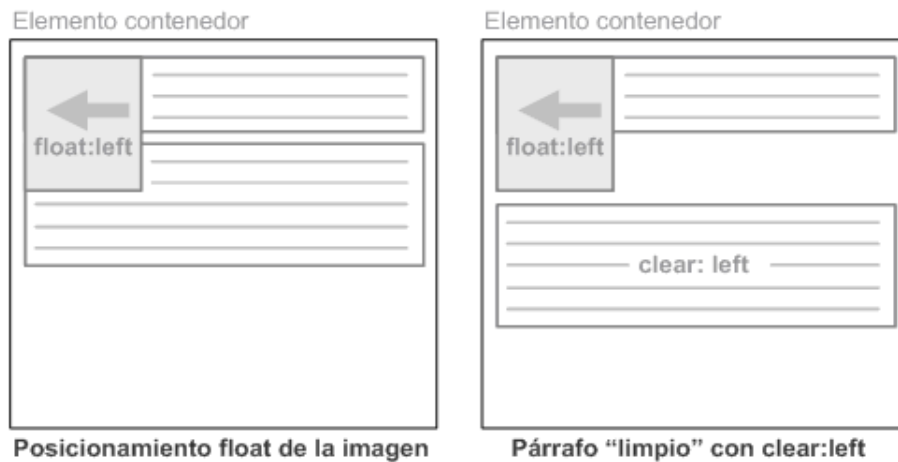 Elemento contenedor
float:left
Posicionamiento float de la imagen
Elemento contenedor
float:left
clear: left
Párrafo “limpio” con clear:left